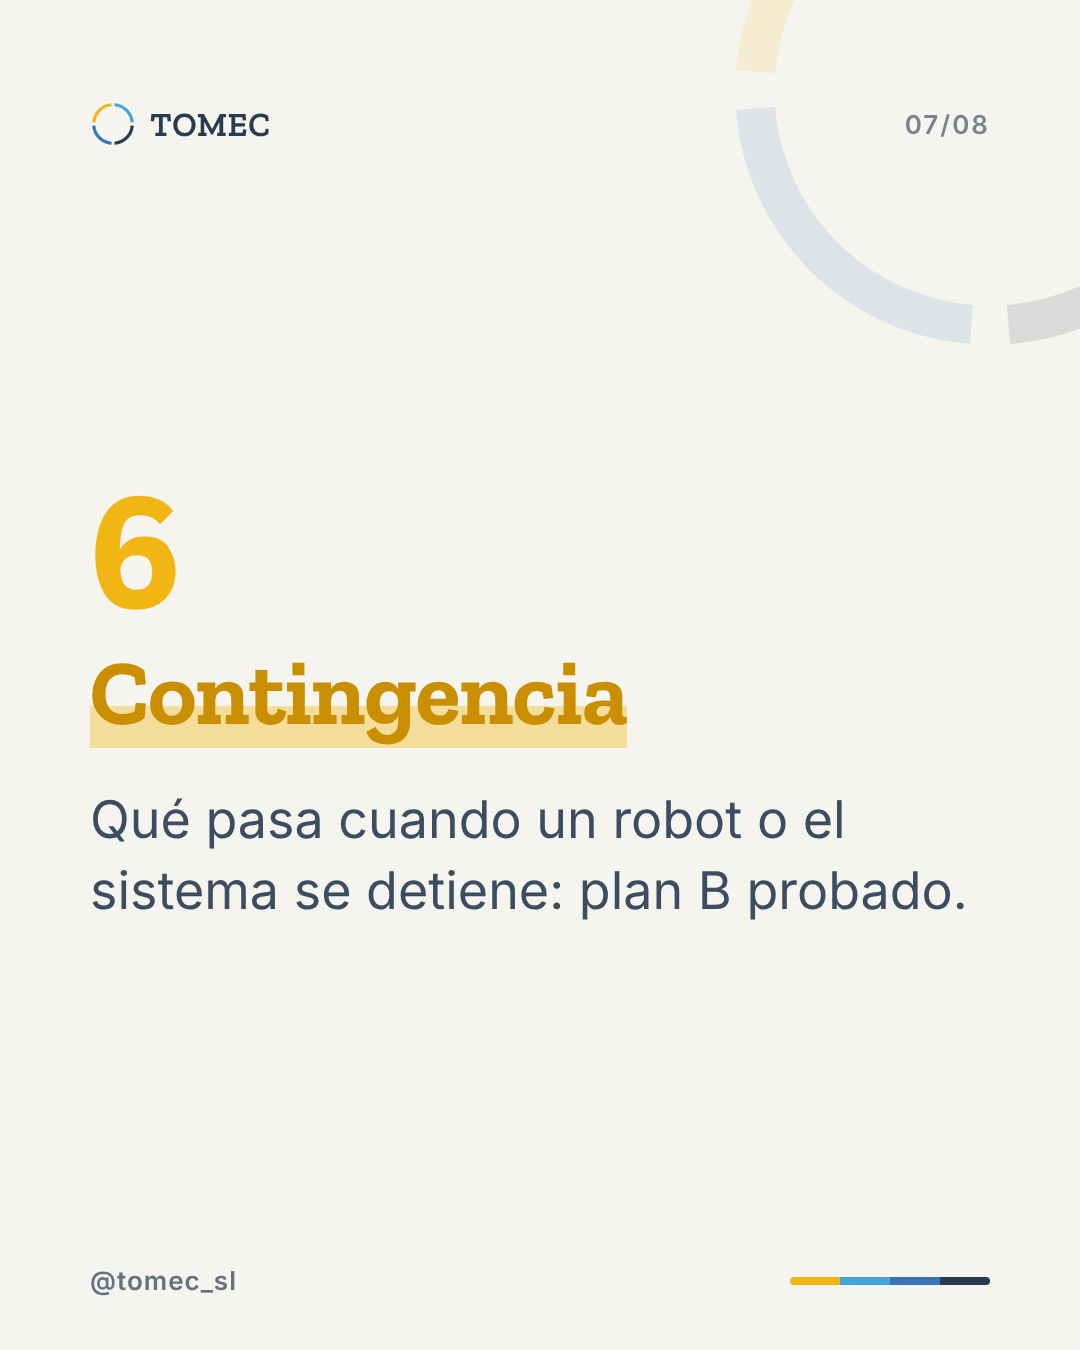 TOMEC
07/08
6
Contingencia
Qué pasa cuando un robot o el
sistema se detiene: plan B probado.
@tomec_sl